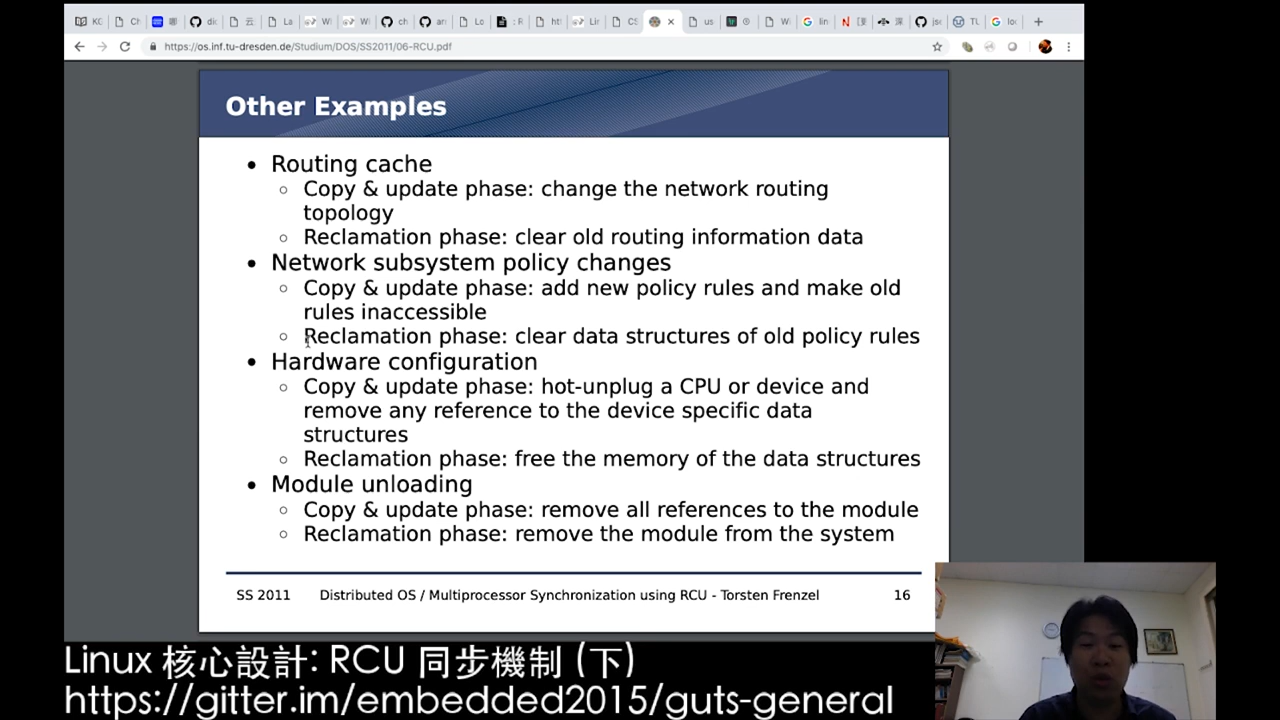 https://os.inf.tu-dresden.de/Studium/DOS/SS2011/06-RCU.pdf
Other Examples
• Routing cache
○ Copy & update phase: change the network routing
topology
○ Reclamation phase: clear old routing information data
• Network subsystem policy changes
○ Copy & update phase: add new policy rules and make old
rules inaccessible
○ Reclamation phase: clear data structures of old policy rules
• Hardware configuration
○ Copy & update phase: hot-unplug a CPU or device and
remove any reference to the device specific data
structures
○ Reclamation phase: free the memory of the data structures
• Module unloading
○ Copy & update phase: remove all references to the module
○ Reclamation phase: remove the module from the system
SS 2011 Distributed OS / Multiprocessor Synchronization using RCU - Torsten Frenzel 16
Linux 核心設計: RCU 同步機制 (下)
https://gitter.im/embedded2015/guts-general